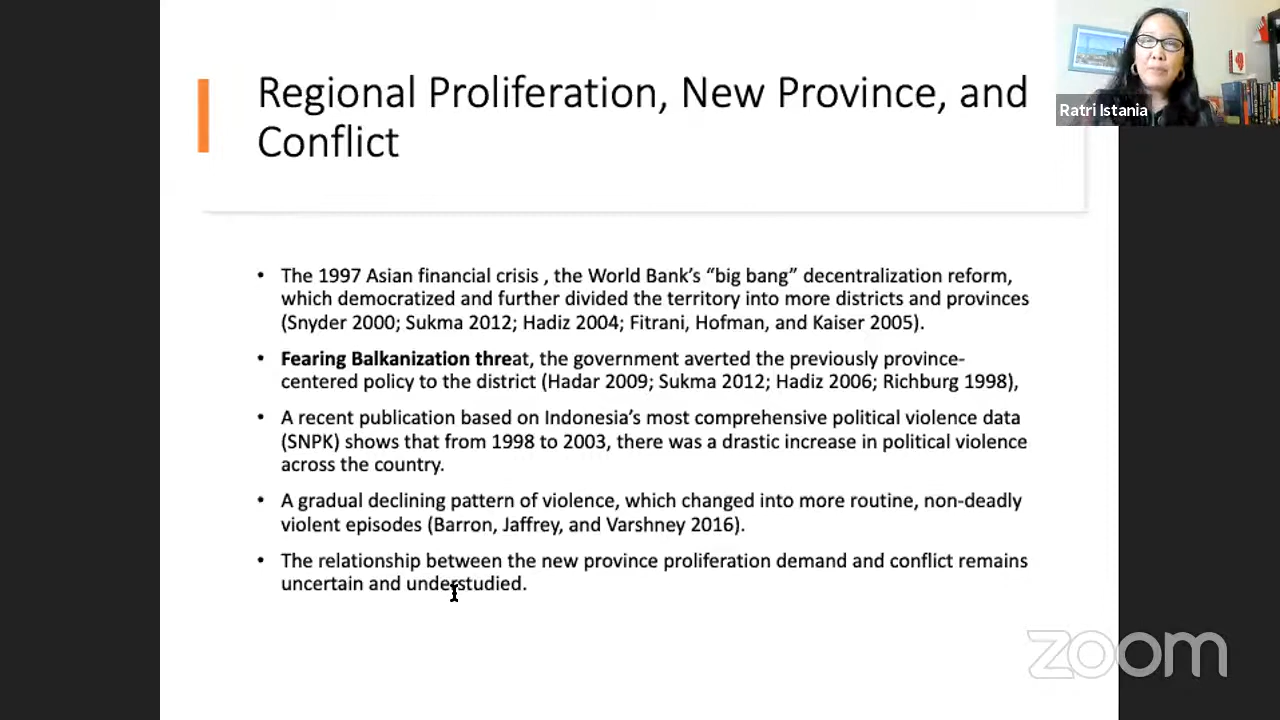 Regional Proliferation, New Province, and
Conflict
Ratri Istania
• The 1997 Asian financial crisis , the World Bank’s “big bang” decentralization reform,
which democratized and further divided the territory into more districts and provinces
(Snyder 2000; Sukma 2012; Hadiz 2004; Fitrani, Hofman, and Kaiser 2005).
• Fearing Balkanization threat, the government averted the previously province-
centered policy to the district (Hadar 2009; Sukma 2012; Hadiz 2006; Richburg 1998),
• A recent publication based on Indonesia’s most comprehensive political violence data
(SNPK) shows that from 1998 to 2003, there was a drastic increase in political violence
across the country.
• A gradual declining pattern of violence, which changed into more routine, non-deadly
violent episodes (Barron, Jaffrey, and Varshney 2016).
• The relationship between the new province proliferation demand and conflict remains
uncertain and understudied.
zoom